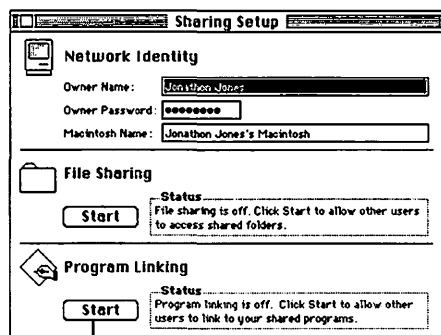 Sharing Setup
Network Identity
Owner Name: Jonathon Jones
Owner Password: ●●●●●●●●
Macintosh Name: Jonathon Jones's Macintosh
File Sharing
Status
Start
File sharing is off. Click Start to allow other users
to access shared folders.
Program Linking
Status
Start
Program linking is off. Click Start to allow other
users to link to your shared programs.